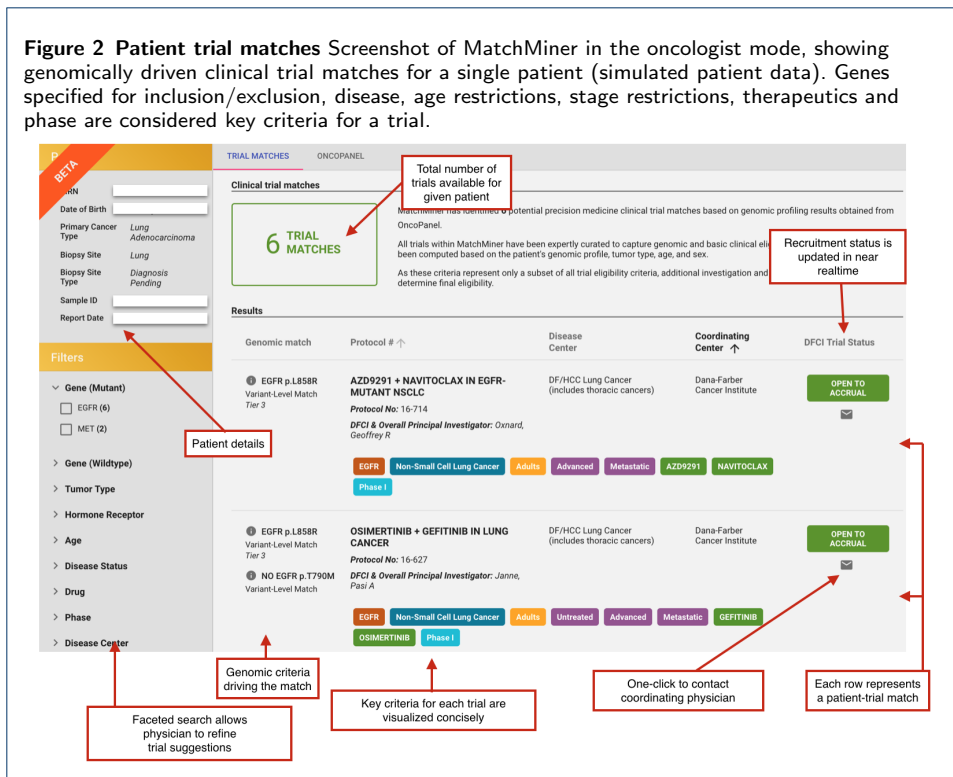 Figure 2 Patient trial matches Screenshot of MatchMiner in the oncologist mode, showing
genomically driven clinical trial matches for a single patient (simulated patient data). Genes
specified for inclusion/exclusion, disease, age restrictions, stage restrictions, therapeutics and
phase are considered key criteria for a trial.
BETA
Date of Birth
Primary Cancer Type
Lung Adenocarcinoma
Biopsy Site
Lung
Biopsy Site Type
Diagnosis Pending
Sample ID
Report Date
Patient details
Filters
Gene (Mutant)
EGFR (6)
MET (2)
Gene (Wildtype)
Tumor Type
Hormone Receptor
Age
Disease Status
Drug
Phase
Disease Center
Faceted search allows
physician to refine
trial suggestions
TRIAL MATCHES ONCOPANEL
Total number of
trials available for
given patient
Clinical trial matches
6 TRIAL
MATCHES
MatchMiner has identified 6 potential precision medicine clinical trial matches based on genomic profiling results obtained from
OncoPanel.
All trials within MatchMiner have been expertly curated to capture genomic and basic clinical
been computed based on the patient's genomic profile, tumor type, age, and sex.
As these criteria represent only a subset of all trial eligibility criteria, additional investigation and
determine final eligibility.
Recruitment status is
updated in near
realtime
Results
Genomic match
Protocol # ↑
Disease
Center
Coordinating
Center ↑
DFCI Trial Status
EGFR p.L858R
Variant-Level Match
Tier 3
AZD9291 + NAVITOCLAX IN EGFR-
MUTANT NSCLC
Protocol No: 16-714
DFCI & Overall Principal Investigator: Oxnard,
Geoffrey R
DF/HCC Lung Cancer
(includes thoracic cancers)
Dana-Farber
Cancer Institute
OPEN TO
ACCRUAL
EGFR Non-Small Cell Lung Cancer Adults Advanced Metastatic AZD9291 NAVITOCLAX
Phase I
EGFR p.L858R
Variant-Level Match
Tier 3
NO EGFR p.T790M
Variant-Level Match
OSIMERTINIB + GEFITINIB IN LUNG
CANCER
Protocol No: 16-627
DFCI & Overall Principal Investigator: Janne,
Pasi A
DF/HCC Lung Cancer
(includes thoracic cancers)
Dana-Farber
Cancer Institute
OPEN TO
ACCRUAL
EGFR Non-Small Cell Lung Cancer Adults Untreated Advanced Metastatic GEFITINIB
OSIMERTINIB Phase I
Genomic criteria
driving the match
Key criteria for each trial are
visualized concisely
One-click to contact
coordinating physician
Each row represents
a patient-trial match